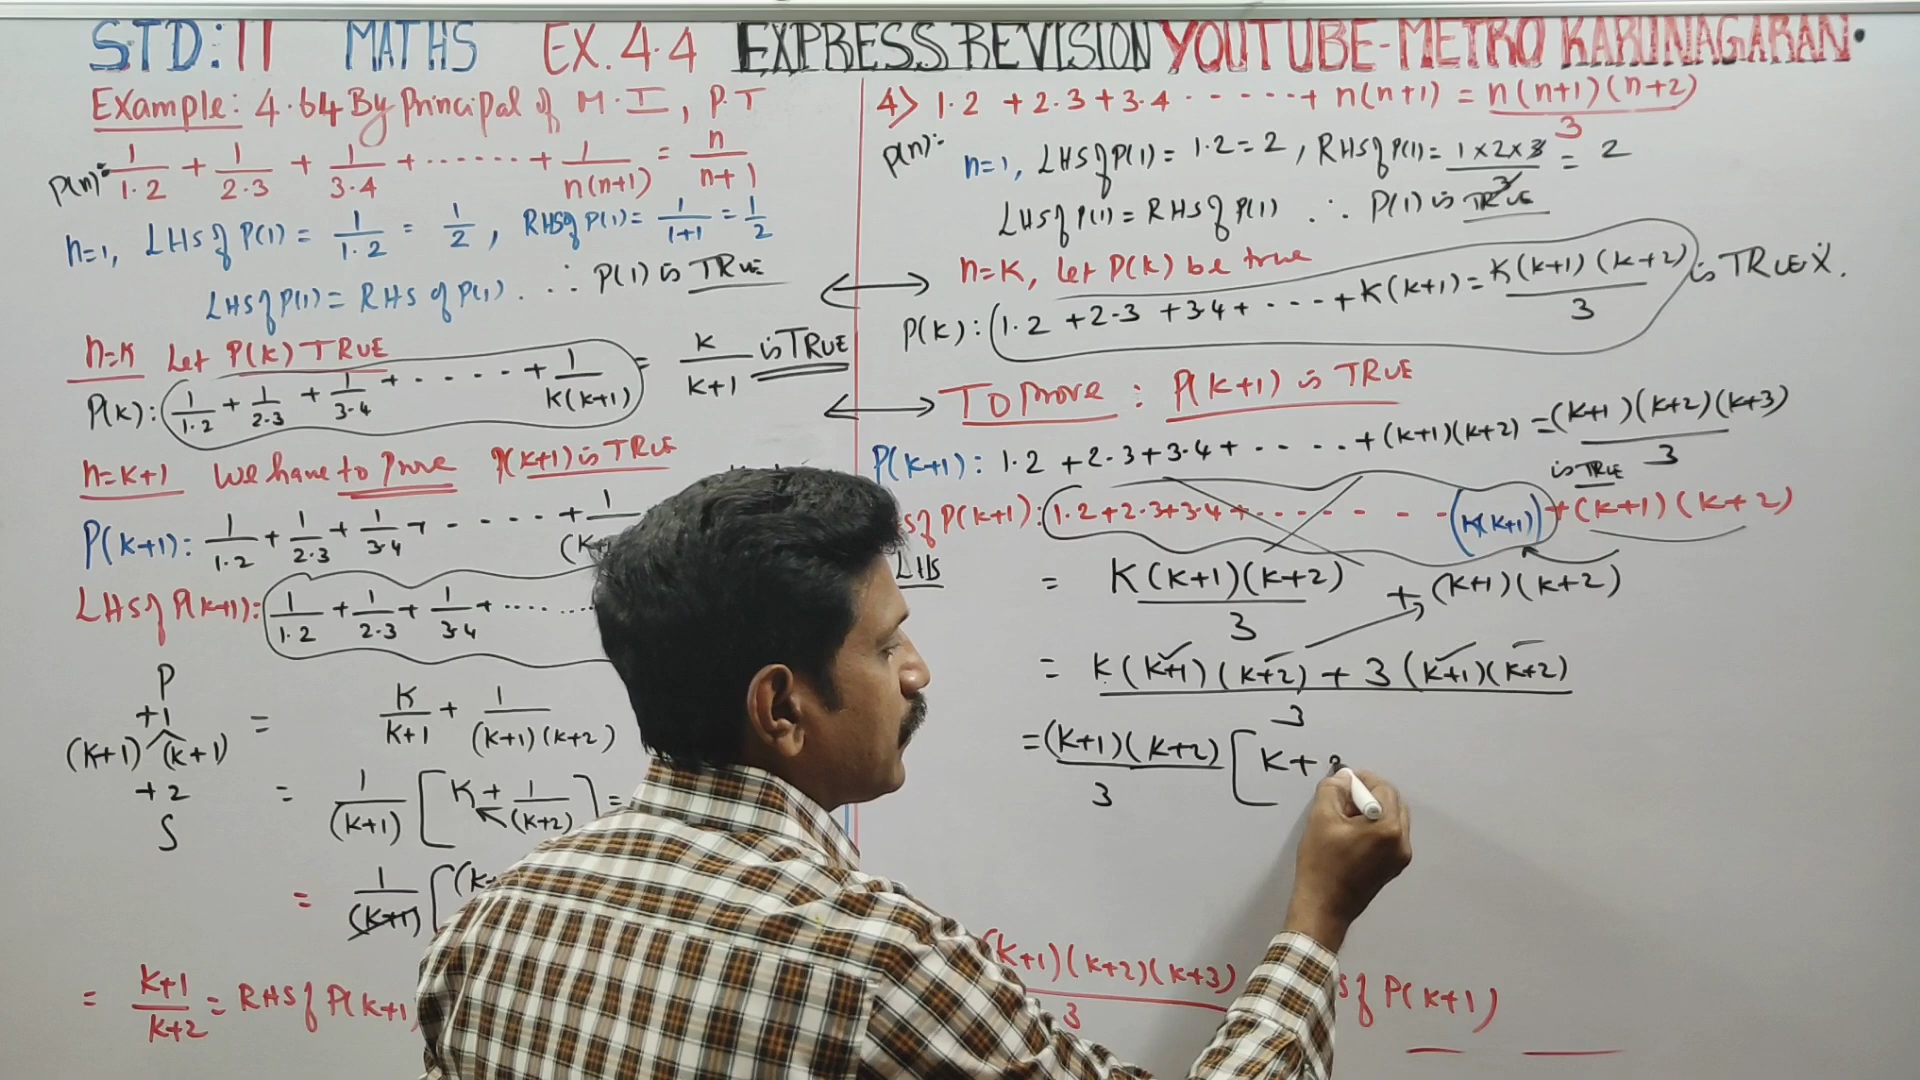 STD: 11 MATHS EX. 4.4 EXPRESS REVISION YOUTUBE-METRO KARUNAGARAN.
Example: 4.64 By Principal of M.I, P.T
P(n): 1/1.2 + 1/2.3 + 1/3.4 + ...... + 1/n(n+1) = n/n+1
n=1, LHS of P(1) = 1/1.2 = 1/2, RHS of P(1) = 1/1+1 = 1/2
LHS of P(1) = RHS of P(1). ∴ P(1) is TRUE
n=K Let P(K) TRUE
P(K): (1/1.2 + 1/2.3 + 1/3.4 + ..... + 1/K(K+1)) = K/K+1 is TRUE
n=K+1 We have to Prove P(K+1) is TRUE
P(K+1): 1/1.2 + 1/2.3 + 1/3.4 + ..... + 1/(K+
LHS of P(K+1): 1/1.2 + 1/2.3 + 1/3.4 + ......
P
+1
(K+1) (K+1)
+2
S
= K/K+1 + 1/(K+1)(K+2)
= 1/(K+1) [K + 1/(K+2)] =
= 1/(K+1) [(K+
= K+1/K+2 = RHS of P(K+1)
4) 1.2 + 2.3 + 3.4 ...... + n(n+1) = n(n+1)(n+2)/3
P(n):
n=1, LHS of P(1) = 1.2 = 2, RHS of P(1) = 1×2×3/3 = 2
LHS of P(1) = RHS of P(1) ∴ P(1) is TRUE
n=K, Let P(K) be true
P(K): (1.2 + 2.3 + 3.4 + .... + K(K+1) = K(K+1)(K+2)/3) is TRUE
To Prove: P(K+1) is TRUE
P(K+1): 1.2 + 2.3 + 3.4 + ..... + (K+1)(K+2) = (K+1)(K+2)(K+3)/3
is TRUE
s of P(K+1): (1.2 + 2.3 + 3.4 + ...... K(K+1)) + (K+1)(K+2)
LHS
= K(K+1)(K+2)/3 + (K+1)(K+2)
= K(K+1)(K+2) + 3(K+1)(K+2)/3
= (K+1)(K+2)/3 [K+
(K+1)(K+2)(K+3)/3
s of P(K+1)